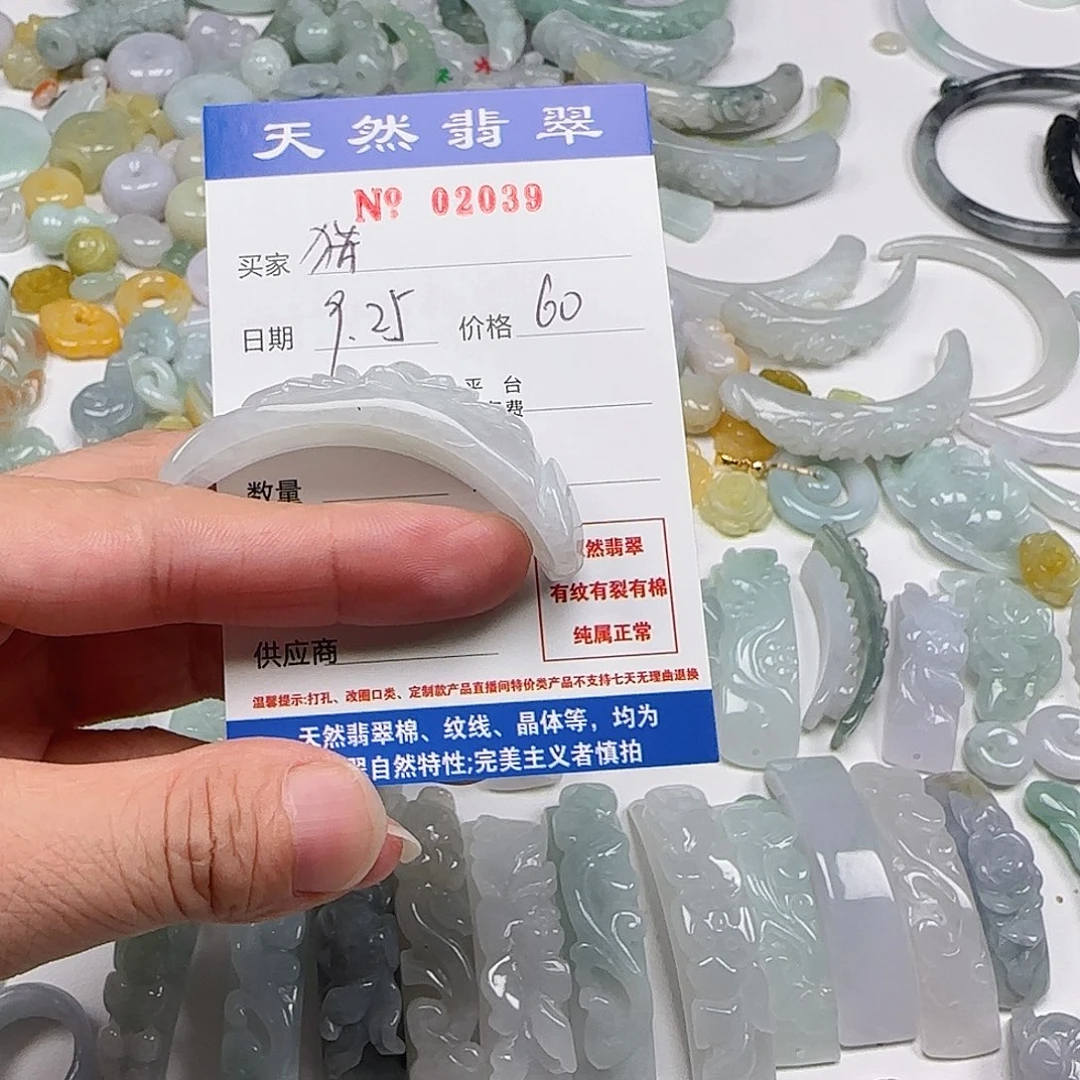 天然翡翠
Nº 02039
买家 猪
日期 9.25 价格 60
平台
费
数量
然翡翠
有纹有裂有棉
纯属正常
供应商
温馨提示:打孔、改圈口类、定制款产品直播间特价类产品不支持七天无理由退换
天然翡翠棉、纹线、晶体等，均为
翠自然特性;完美主义者慎拍